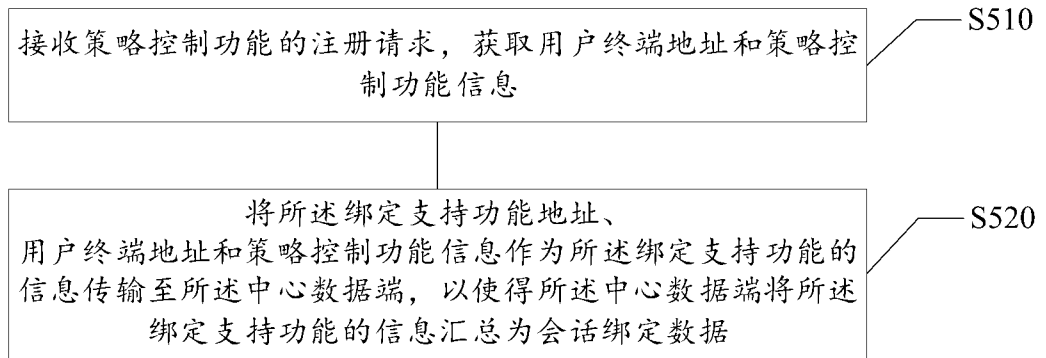 接收策略控制功能的注册请求，获取用户终端地址和策略控
制功能信息
S510
将所述绑定支持功能地址、
用户终端地址和策略控制功能信息作为所述绑定支持功能的
信息传输至所述中心数据端，以使得所述中心数据端将所述
绑定支持功能的信息汇总为会话绑定数据
S520